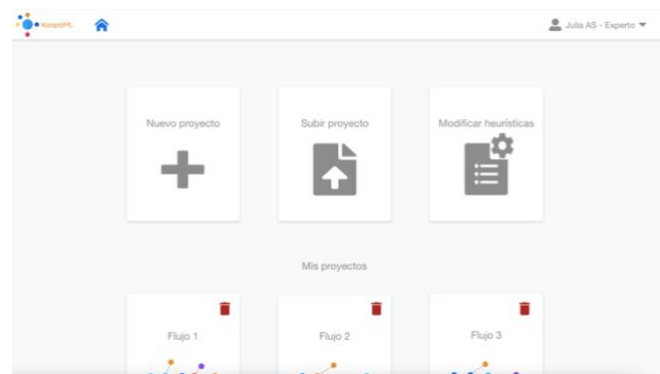 KoopaML
Julia AS - Experto
Nuevo proyecto
Subir proyecto
Modificar heurísticas
Mis proyectos
Flujo 1
Flujo 2
Flujo 3